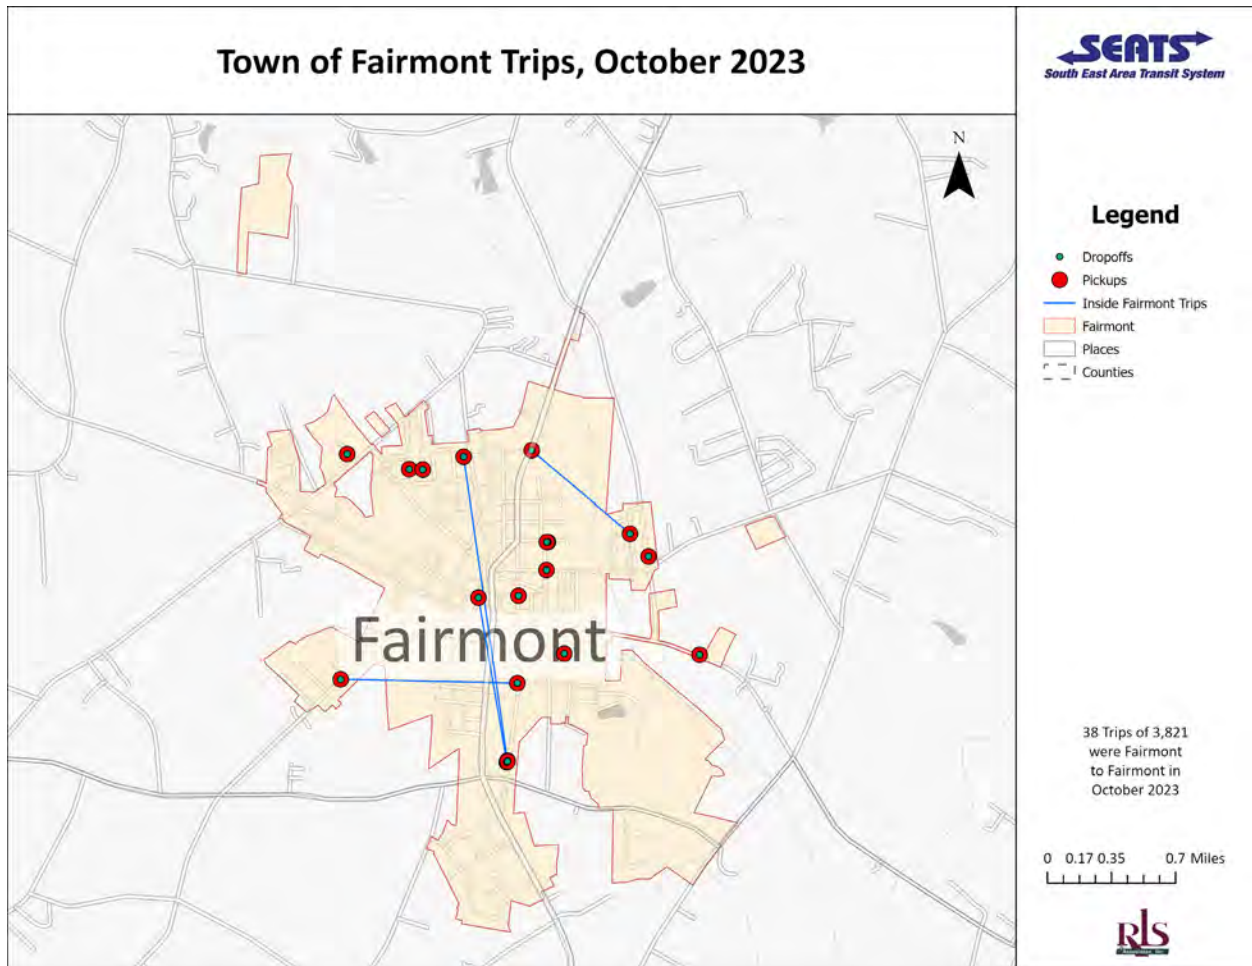 Town of Fairmont Trips, October 2023
SEATS
South East Area Transit System
N
Fairmont
Legend
Dropoffs
Pickups
Inside Fairmont Trips
Fairmont
Places
Counties
38 Trips of 3,821
were Fairmont
to Fairmont in
October 2023
0 0.17 0.35 0.7 Miles
RLS